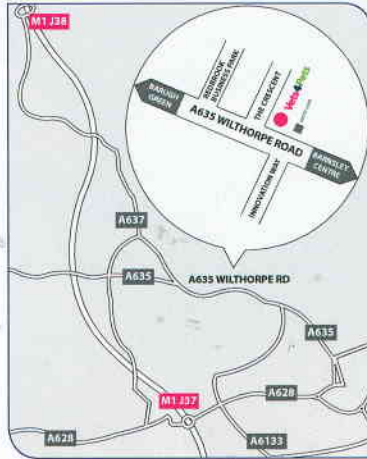 M1 J38
BAROUGH
GREEN
REDBROOK
BUSINESS PARK
THE CRESCENT
Vets4Pets
A635 WILTHORPE ROAD
BARNSLEY
CENTRE
INNOVATION WAY
A637
A635
A635 WILTHORPE RD
A635
M1 J37
A628
A628
A6133